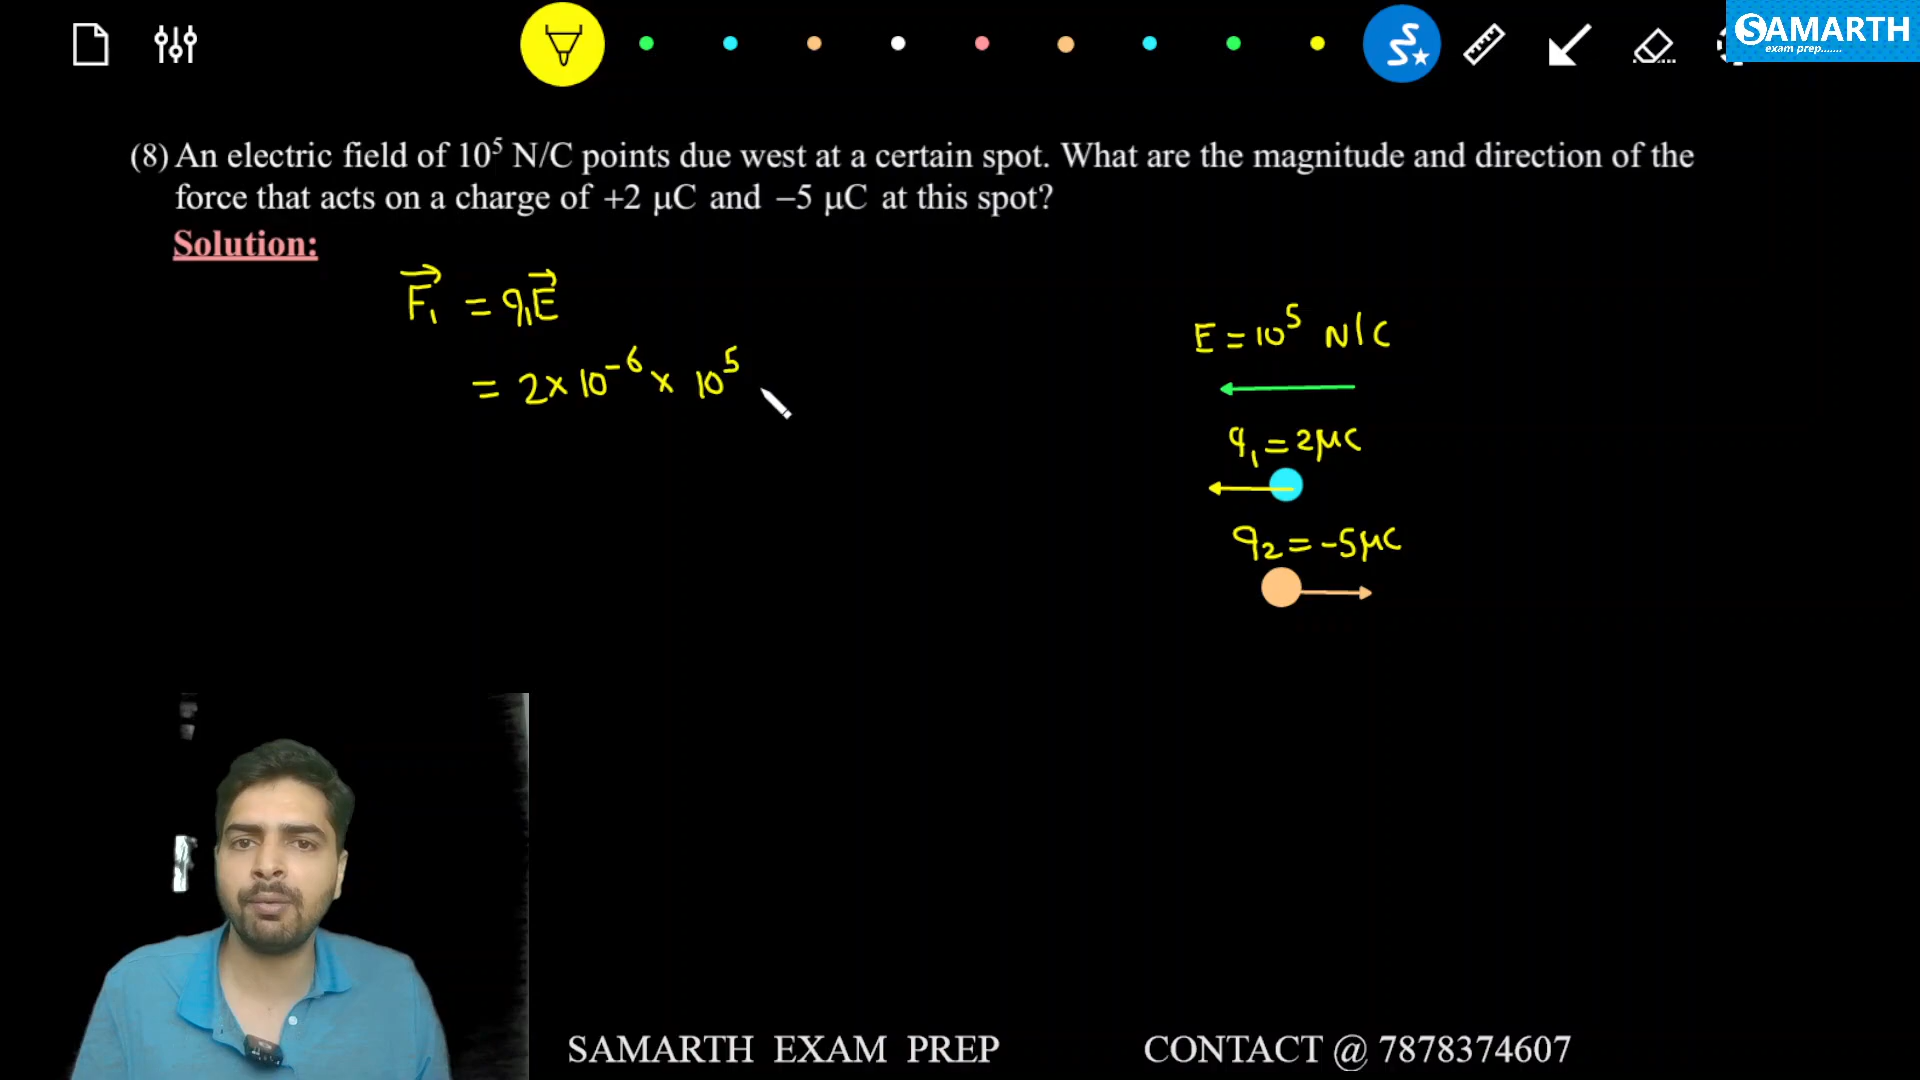 SAMARTH
exam prep.......
(8) An electric field of 10⁵ N/C points due west at a certain spot. What are the magnitude and direction of the
force that acts on a charge of +2 μC and −5 μC at this spot?
Solution:
F⃗₁ = q₁E⃗
= 2 × 10⁻⁶ × 10⁵
E = 10⁵ N/C
q₁ = 2μC
q₂ = -5μC
SAMARTH EXAM PREP
CONTACT @ 7878374607